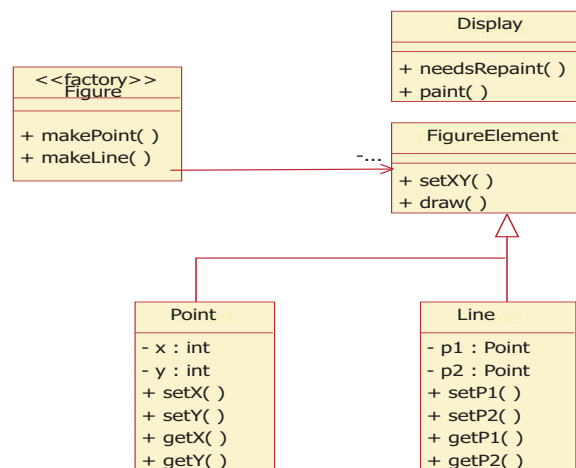 Display
+ needsRepaint( )
+ paint( )
<<factory>>
Figure
+ makePoint( )
+ makeLine( )
-...
FigureElement
+ setXY( )
+ draw( )
Point
- x : int
- y : int
+ setX( )
+ setY( )
+ getX( )
+ getY( )
Line
- p1 : Point
- p2 : Point
+ setP1( )
+ setP2( )
+ getP1( )
+ getP2( )